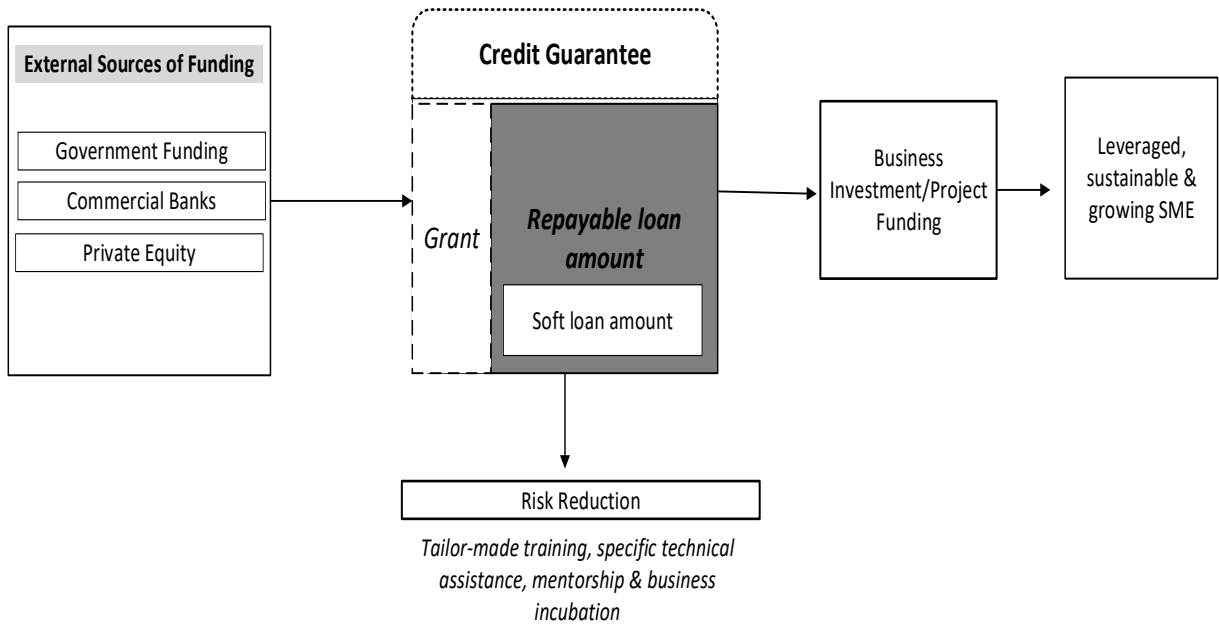 External Sources of Funding
Government Funding
Commercial Banks
Private Equity
Credit Guarantee
Grant
Repayable loan
amount
Soft loan amount
Business
Investment/Project
Funding
Leveraged,
sustainable &
growing SME
Risk Reduction
Tailor-made training, specific technical
assistance, mentorship & business
incubation